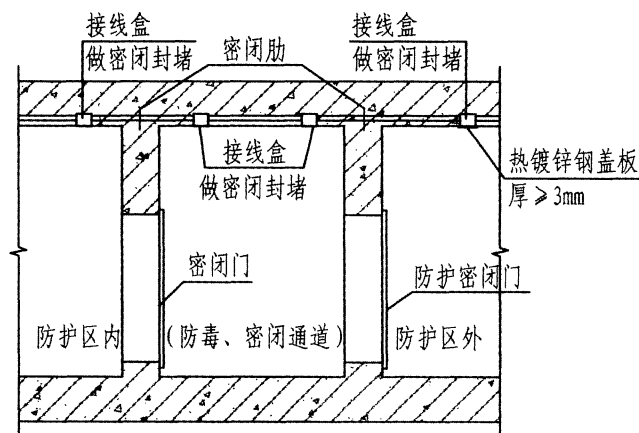 接线盒
做密闭封堵
密闭肋
接线盒
做密闭封堵
接线盒
做密闭封堵
热镀锌钢盖板
厚≥3mm
密闭门
防护密闭门
防护区内
(防毒、密闭通道)
防护区外